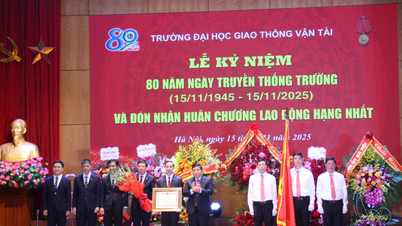 80
TRƯỜNG ĐẠI HỌC GIAO THÔNG VẬN TẢI
LỄ KỶ NIỆM
80 NĂM NGÀY TRUYỀN THỐNG TRƯỜNG
(15/11/1945 - 15/11/2025)
VÀ ĐÓN NHẬN HUÂN CHƯƠNG LAO ĐỘNG HẠNG NHẤT
Hà Nội, ngày 15 11 năm 2025